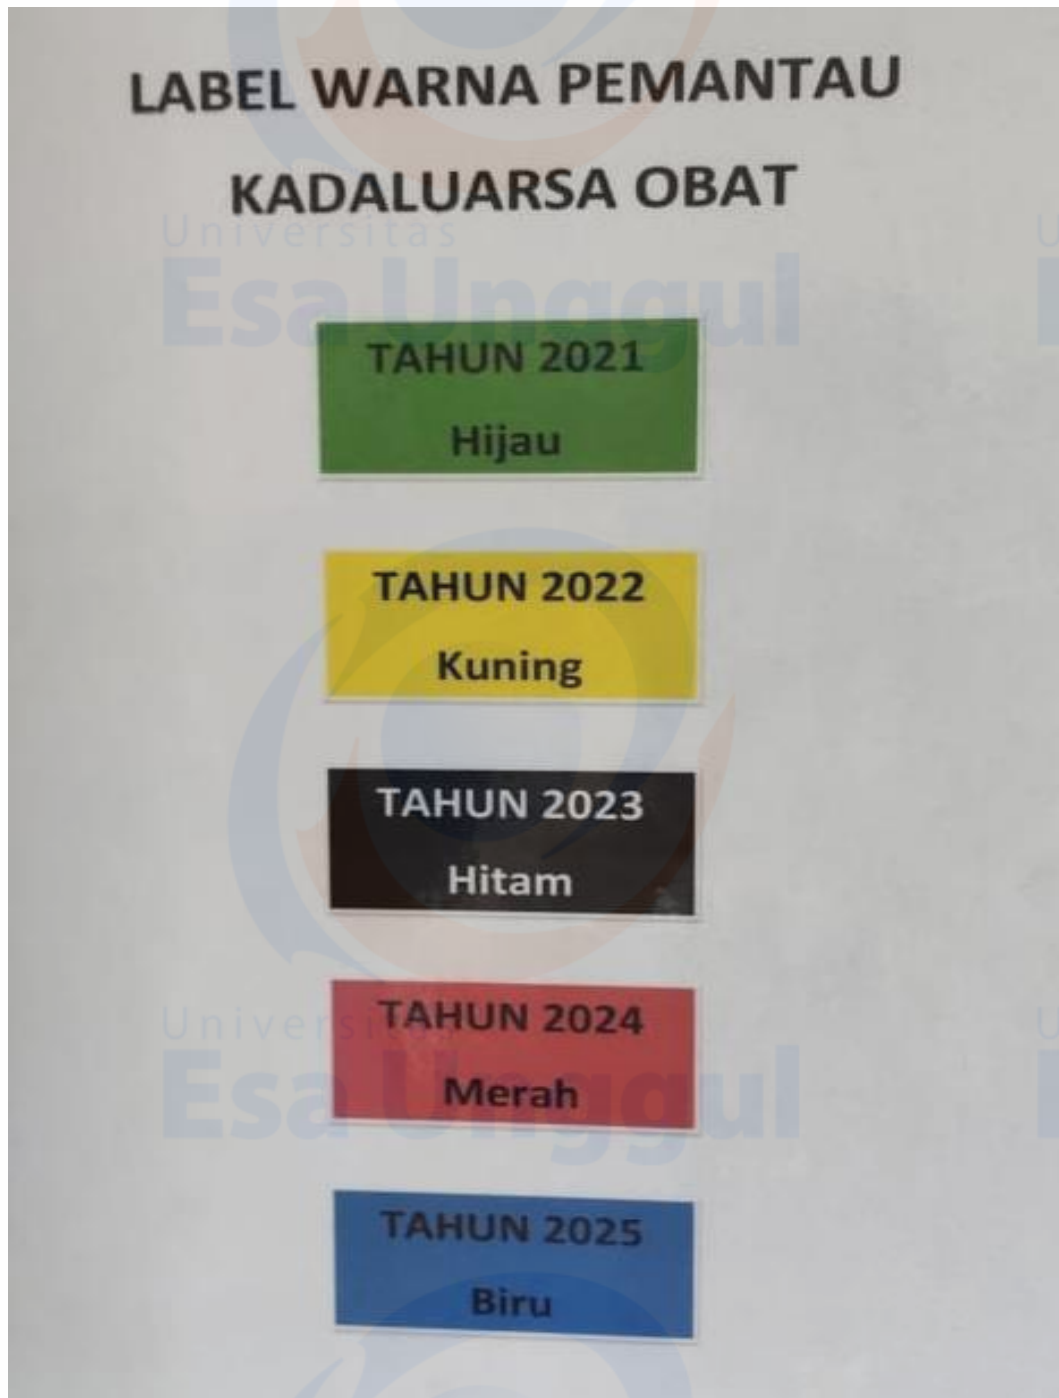 LABEL WARNA PEMANTAU
KADALUARSA OBAT
Universitas
Esa Unggul
TAHUN 2021
Hijau
TAHUN 2022
Kuning
TAHUN 2023
Hitam
Universitas
Esa Unggul
TAHUN 2024
Merah
TAHUN 2025
Biru